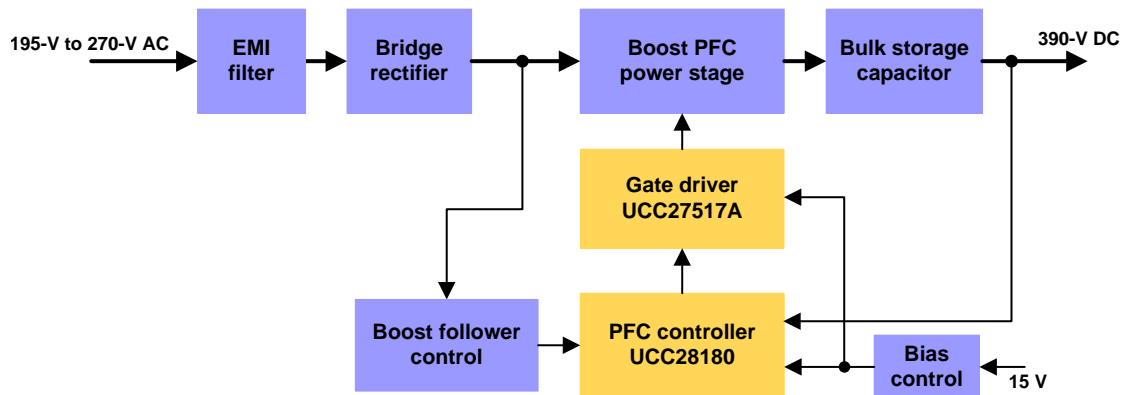 195-V to 270-V AC
EMI
filter
Bridge
rectifier
Boost PFC
power stage
Bulk storage
capacitor
390-V DC
Gate driver
UCC27517A
Boost follower
control
PFC controller
UCC28180
Bias
control
15 V